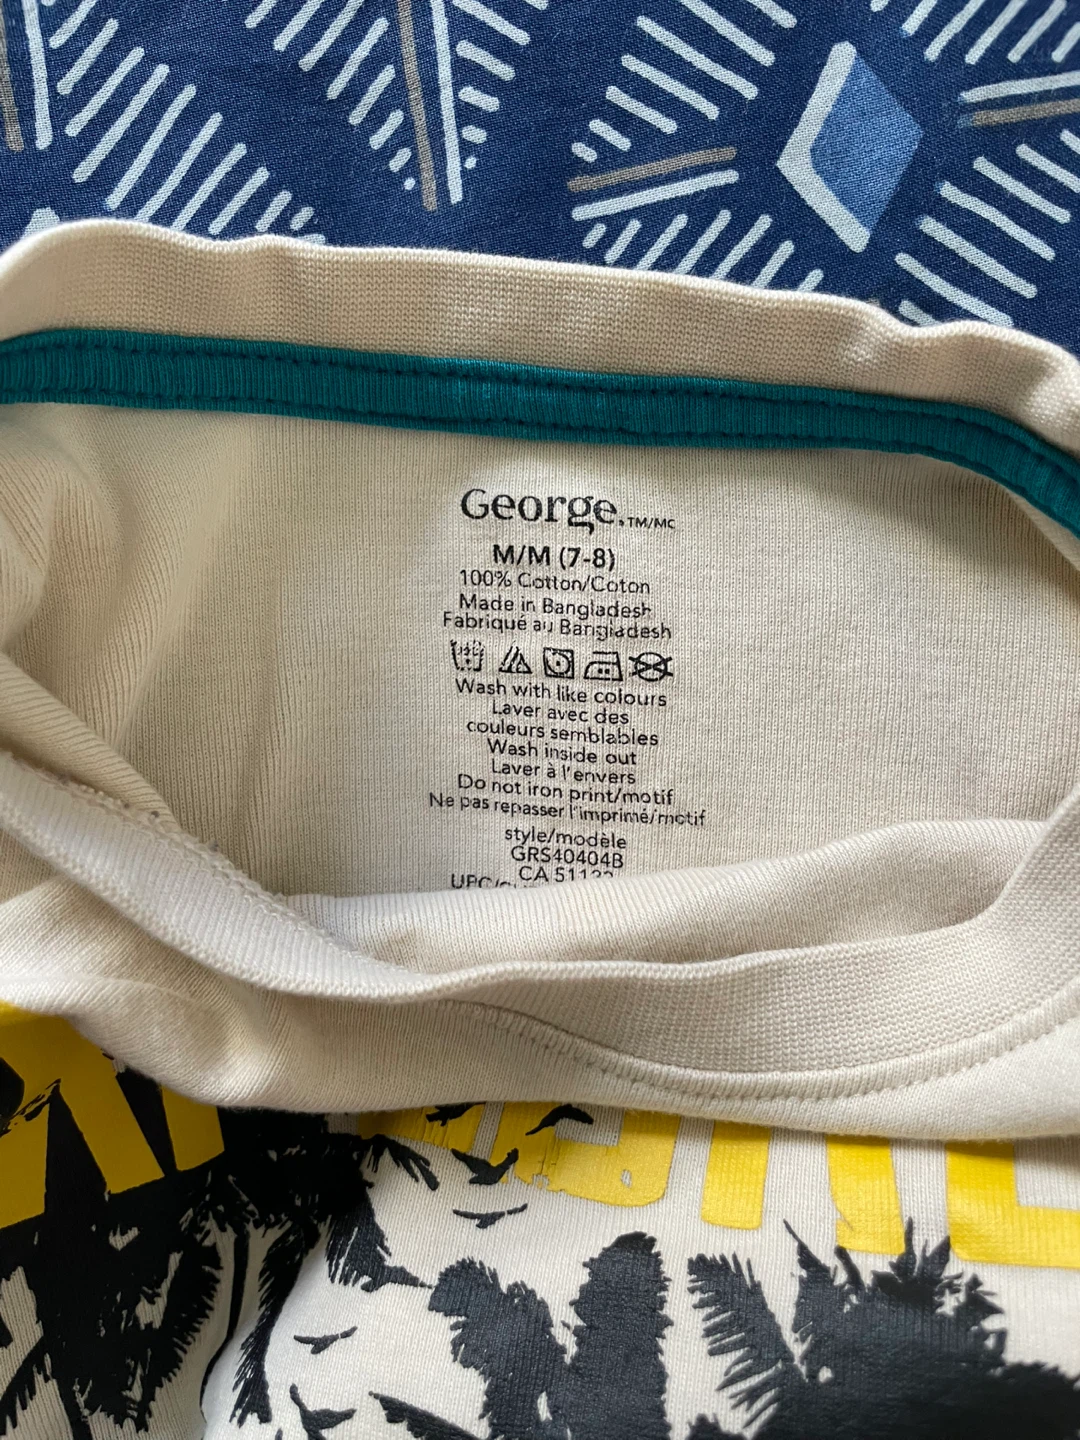 George.TM/MC
M/M (7-8)
100% Cotton/Coton
Made in Bangladesh
Fabriqué au Bangladesh
Wash with like colours
Laver avec des
couleurs semblables
Wash inside out
Laver à l'envers
Do not iron print/motif
Ne pas repasser l'imprimé/motif
style/modèle
GRS40404B
CA